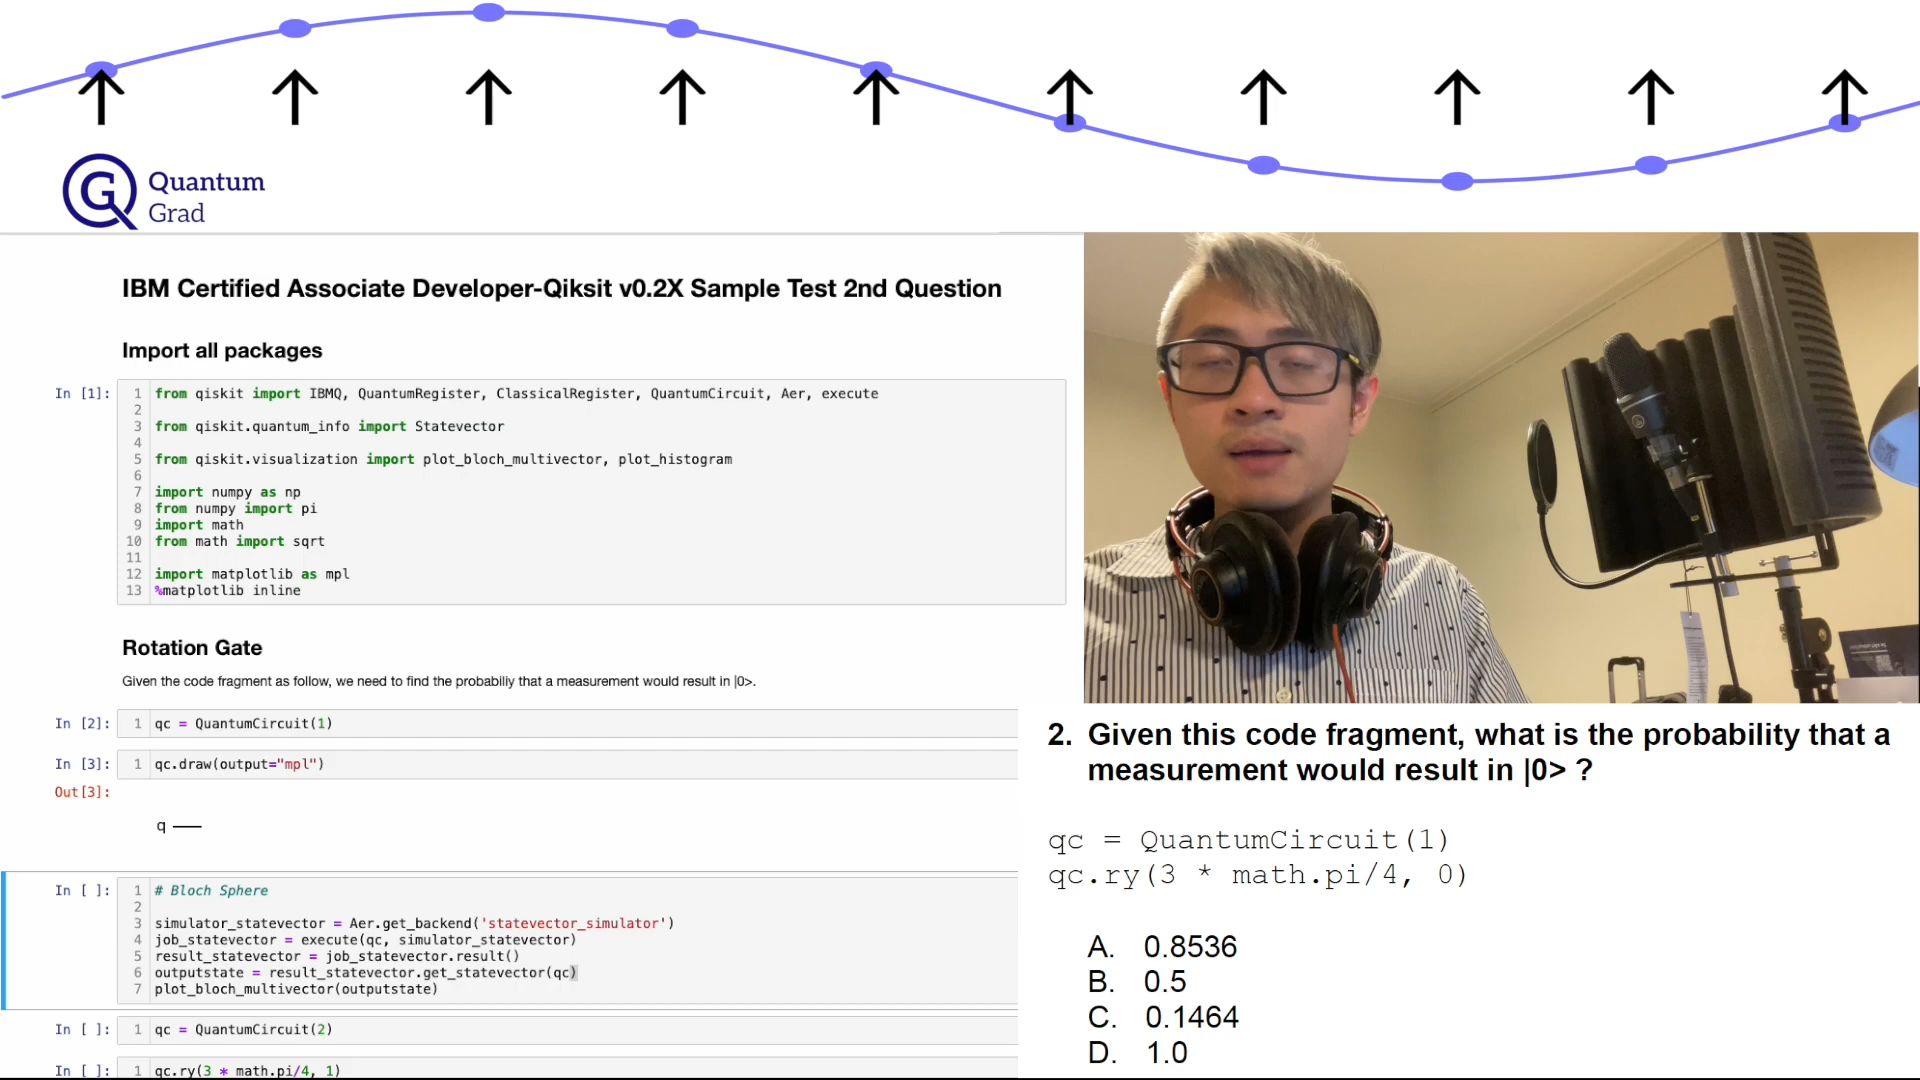 Quantum
Grad
IBM Certified Associate Developer-Qiksit v0.2X Sample Test 2nd Question
Import all packages
In [1]:
1 from qiskit import IBMQ, QuantumRegister, ClassicalRegister, QuantumCircuit, Aer, execute
2
3 from qiskit.quantum_info import Statevector
4
5 from qiskit.visualization import plot_bloch_multivector, plot_histogram
6
7 import numpy as np
8 from numpy import pi
9 import math
10 from math import sqrt
11
12 import matplotlib as mpl
13 %matplotlib inline
Rotation Gate
Given the code fragment as follow, we need to find the probabiliy that a measurement would result in |0>.
In [2]: 1 qc = QuantumCircuit(1)
In [3]: 1 qc.draw(output="mpl")
Out[3]:
q
In [ ]: 1 # Bloch Sphere
2
3 simulator_statevector = Aer.get_backend('statevector_simulator')
4 job_statevector = execute(qc, simulator_statevector)
5 result_statevector = job_statevector.result()
6 outputstate = result_statevector.get_statevector(qc)
7 plot_bloch_multivector(outputstate)
In [ ]: 1 qc = QuantumCircuit(2)
In [ ]: 1 qc.ry(3 * math.pi/4, 1)
2. Given this code fragment, what is the probability that a
measurement would result in |0> ?
qc = QuantumCircuit(1)
qc.ry(3 * math.pi/4, 0)
A. 0.8536
B. 0.5
C. 0.1464
D. 1.0